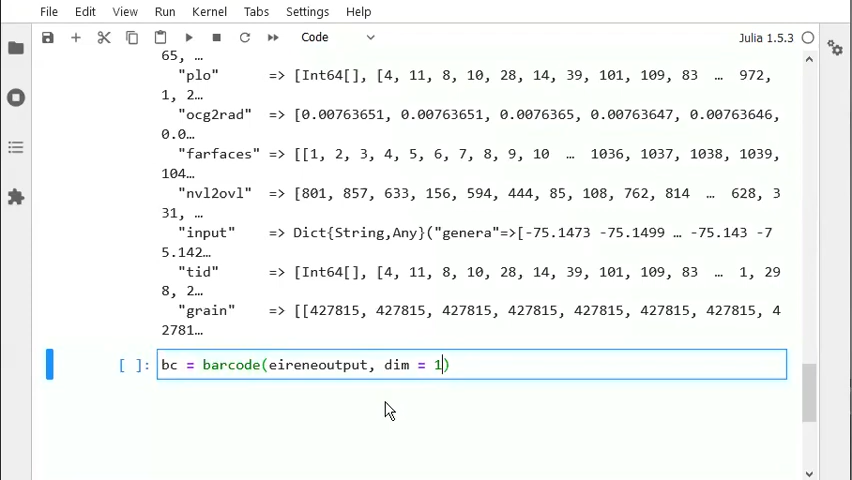 File Edit View Run Kernel Tabs Settings Help
Code Julia 1.5.3
65, …
"plo" => [Int64[], [4, 11, 8, 10, 28, 14, 39, 101, 109, 83 … 972,
1, 2…
"ocg2rad" => [0.00763651, 0.00763651, 0.0076365, 0.00763647, 0.00763646,
0.0…
"farfaces" => [[1, 2, 3, 4, 5, 6, 7, 8, 9, 10 … 1036, 1037, 1038, 1039,
104…
"nvl2ovl" => [801, 857, 633, 156, 594, 444, 85, 108, 762, 814 … 628, 3
31, …
"input" => Dict{String,Any}("genera"=>[-75.1473 -75.1499 … -75.143 -7
5.142…
"tid" => [Int64[], [4, 11, 8, 10, 28, 14, 39, 101, 109, 83 … 1, 29
8, 2…
"grain" => [[427815, 427815, 427815, 427815, 427815, 427815, 427815, 4
2781…
[ ]: bc = barcode(eireneoutput, dim = 1)